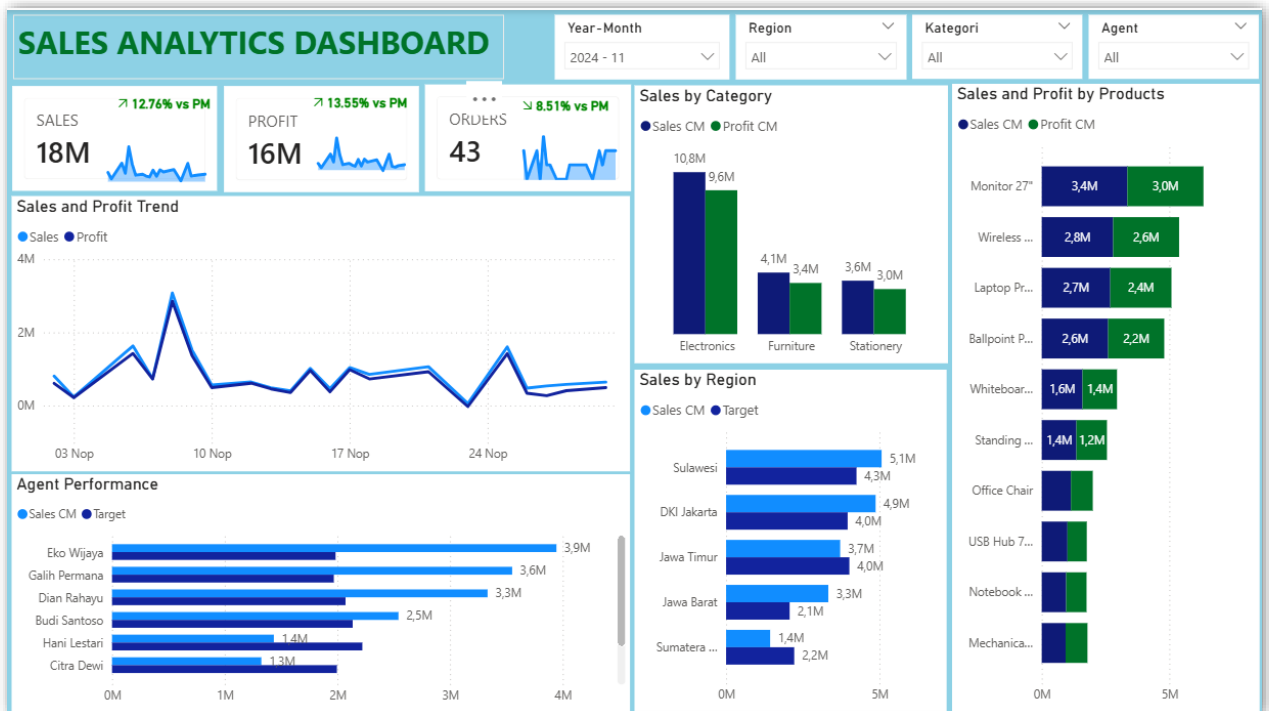 SALES ANALYTICS DASHBOARD
Year-Month
2024 - 11
Region
All
Kategori
All
Agent
All
12.76% vs PM
SALES
18M
13.55% vs PM
PROFIT
16M
8.51% vs PM
ORDERS
43
Sales and Profit Trend
Sales Profit
4M
2M
0M
03 Nop 10 Nop 17 Nop 24 Nop
Agent Performance
Sales CM Target
Eko Wijaya 3,9M
Galih Permana 3,6M
Dian Rahayu 3,3M
Budi Santoso 2,5M
Hani Lestari 1,4M
Citra Dewi 1,3M
0M 1M 2M 3M 4M
Sales by Category
Sales CM Profit CM
10,8M
9,6M
4,1M
3,4M
3,6M
3,0M
Electronics Furniture Stationery
Sales by Region
Sales CM Target
Sulawesi 5,1M
4,3M
DKI Jakarta 4,9M
4,0M
Jawa Timur 3,7M
4,0M
Jawa Barat 3,3M
2,1M
Sumatera ... 1,4M
2,2M
0M 5M
Sales and Profit by Products
Sales CM Profit CM
Monitor 27" 3,4M 3,0M
Wireless ... 2,8M 2,6M
Laptop Pr... 2,7M 2,4M
Ballpoint P... 2,6M 2,2M
Whiteboar... 1,6M 1,4M
Standing ... 1,4M 1,2M
Office Chair
USB Hub 7...
Notebook ...
Mechanica...
0M 5M